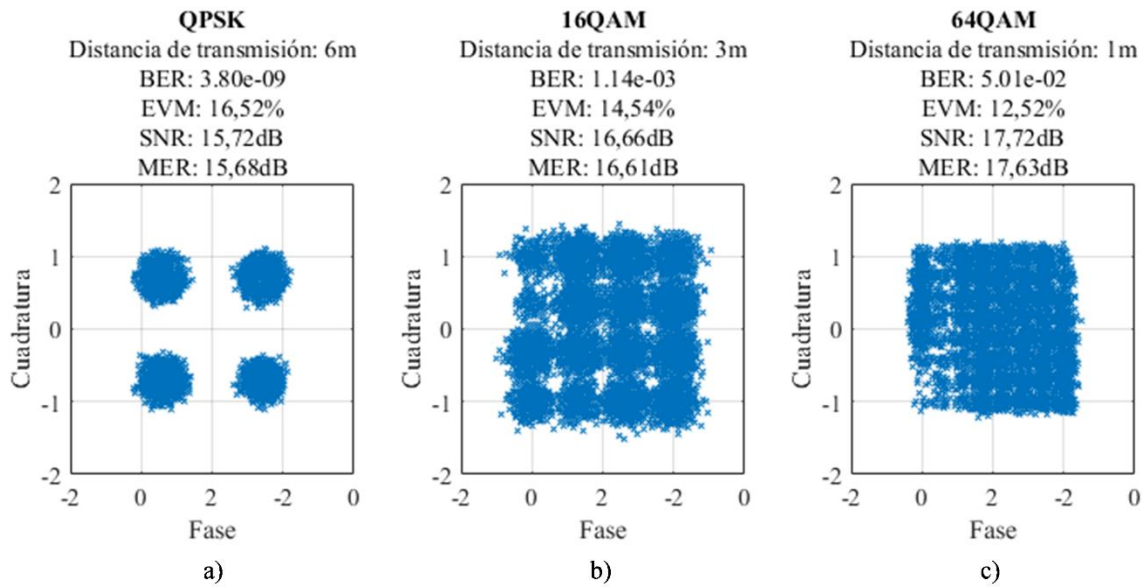 QPSK
Distancia de transmisión: 6m
BER: 3.80e-09
EVM: 16,52%
SNR: 15,72dB
MER: 15,68dB
2
1
0
-1
-2
Cuadratura
-2 0 2 -2 0
Fase
a)
16QAM
Distancia de transmisión: 3m
BER: 1.14e-03
EVM: 14,54%
SNR: 16,66dB
MER: 16,61dB
2
1
0
-1
-2
Cuadratura
-2 0 2 -2 0
Fase
b)
64QAM
Distancia de transmisión: 1m
BER: 5.01e-02
EVM: 12,52%
SNR: 17,72dB
MER: 17,63dB
2
1
0
-1
-2
Cuadratura
-2 0 2 -2 0
Fase
c)